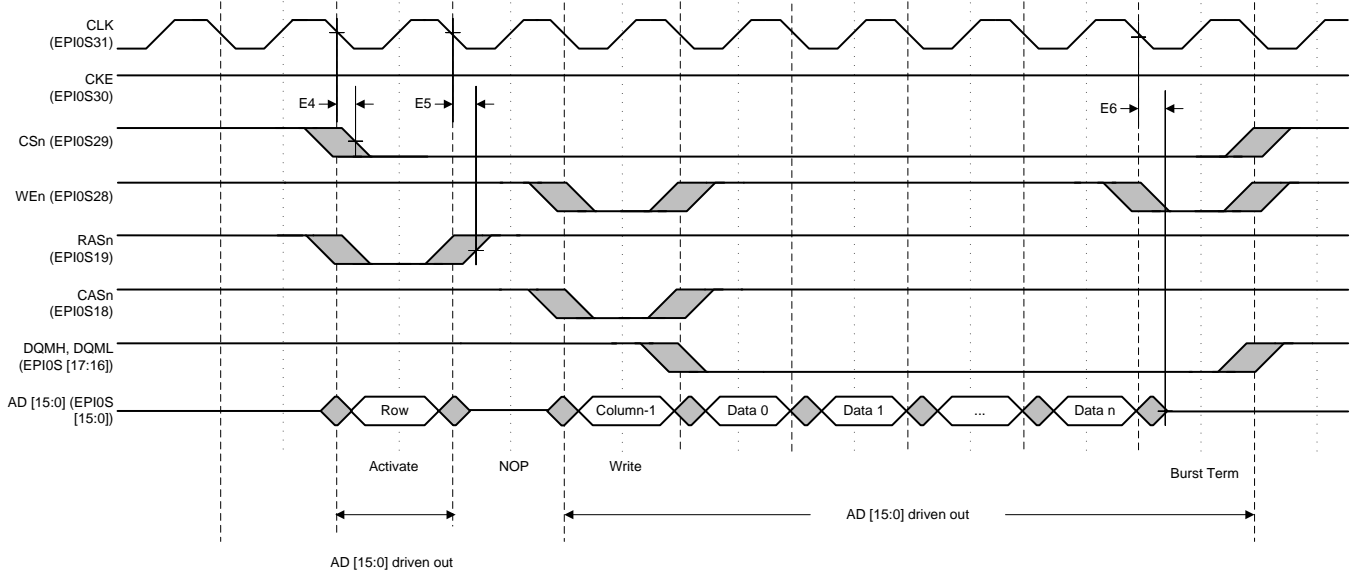 CLK
(EPI0S31)
CKE
(EPI0S30)
E4
E5
E6
CSn (EPI0S29)
WEn (EPI0S28)
RASn
(EPI0S19)
CASn
(EPI0S18)
DQMH, DQML
(EPI0S [17:16])
AD [15:0] (EPI0S
[15:0])
Row
Column-1
Data 0
Data 1
...
Data n
Activate
NOP
Write
Burst Term
AD [15:0] driven out
AD [15:0] driven out